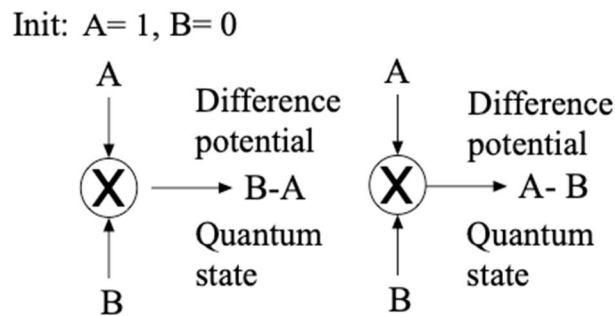 Init: A= 1, B= 0
A
Difference
potential
X
B-A
Quantum
state
B
A
Difference
potential
X
A- B
Quantum
state
B